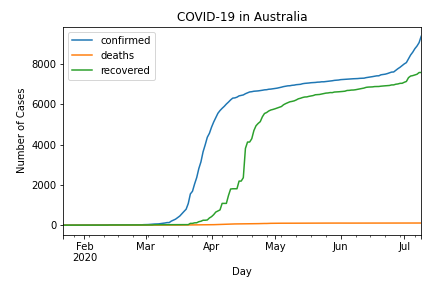 COVID-19 in Australia
confirmed
deaths
recovered
Number of Cases
8000
6000
4000
2000
0
Feb
2020
Mar
Apr
May
Jun
Jul
Day